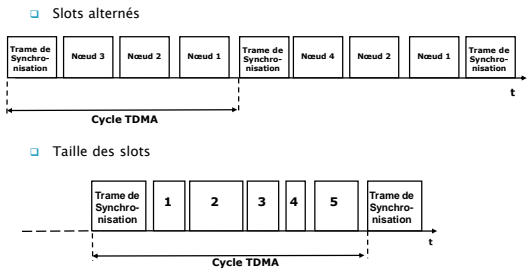 Slots alternés
Trame de
Synchro-
nisation
Nœud 3
Nœud 2
Nœud 1
Trame de
Synchro-
nisation
Nœud 4
Nœud 2
Nœud 1
Trame de
Synchro-
nisation
t
Cycle TDMA
Taille des slots
Trame de
Synchro-
nisation
1
2
3
4
5
Trame de
Synchro-
nisation
t
Cycle TDMA